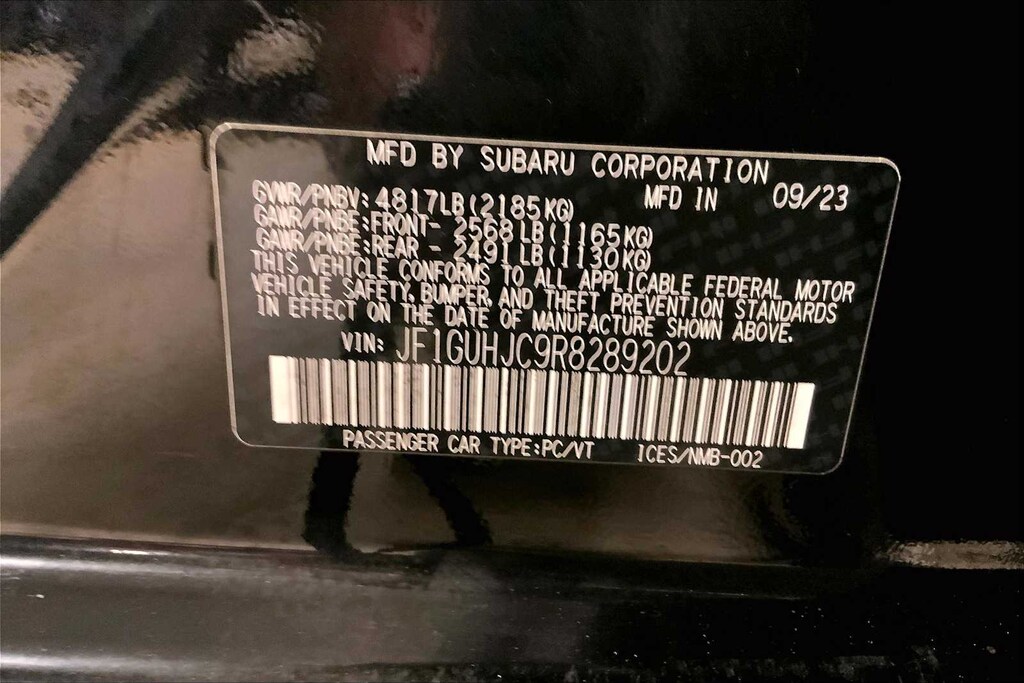 MFD BY SUBARU CORPORATION
GVWR/PNBV: 4817LB(2185KG) MFD IN 09/23
GAWR/PNBE:FRONT- 2568LB(1165KG)
GAWR/PNBE:REAR - 2491LB(1130KG)
THIS VEHICLE CONFORMS TO ALL APPLICABLE FEDERAL MOTOR
VEHICLE SAFETY, BUMPER, AND THEFT PREVENTION STANDARDS
IN EFFECT ON THE DATE OF MANUFACTURE SHOWN ABOVE.
VIN: JF1GUHJC9R8289202
PASSENGER CAR TYPE:PC/VT ICES/NMB-002